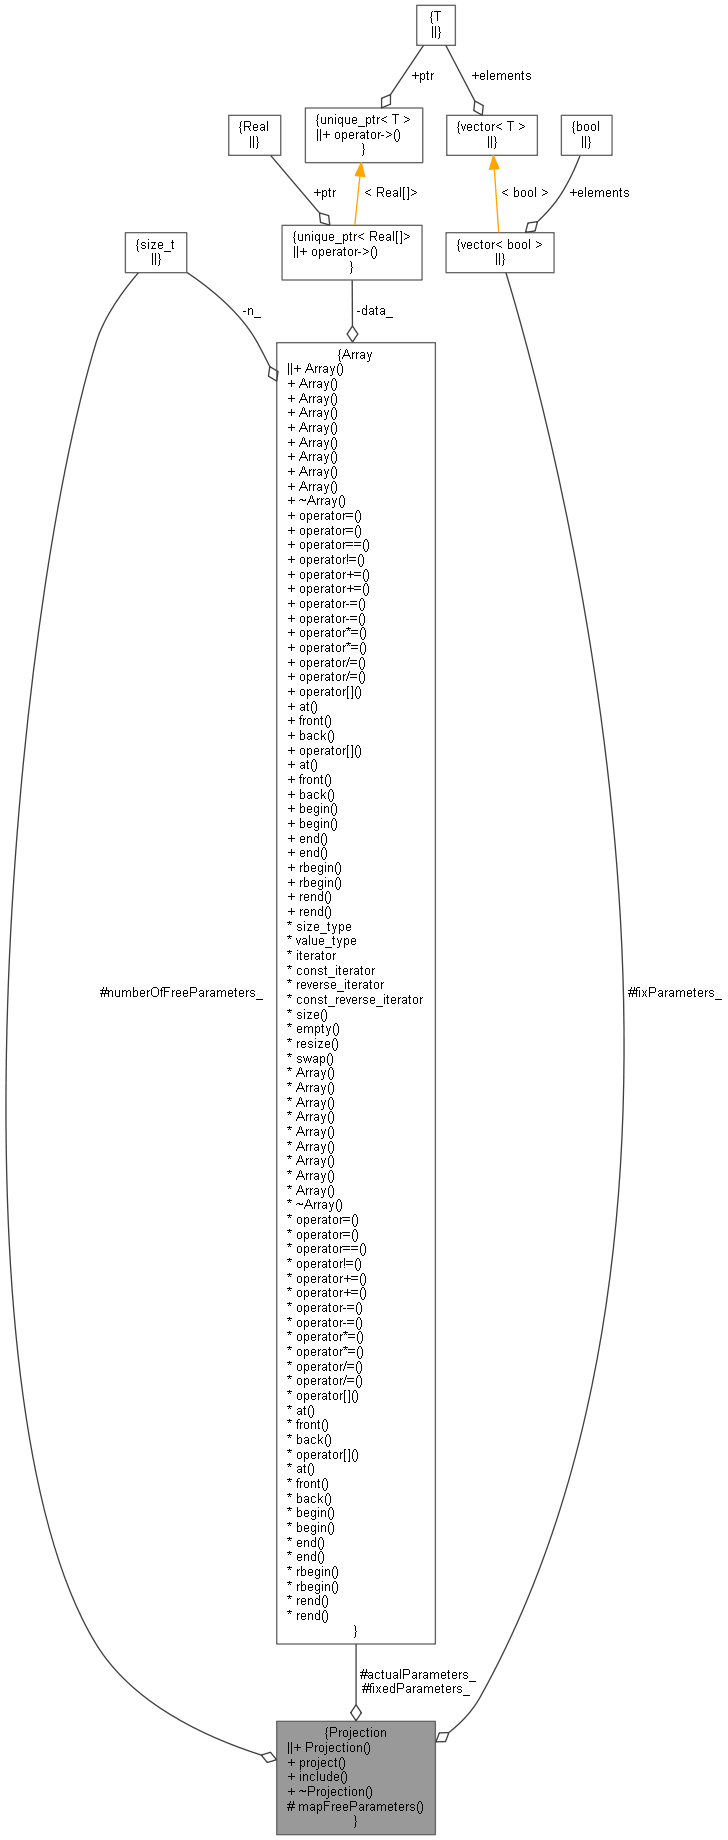 {T
||}
+ptr
+elements
{unique_ptr< T >
||+ operator->()
}
{vector< T >
||}
{Real
||}
{bool
||}
+ptr
< Real[]>
< bool >
+elements
{size_t
||}
{unique_ptr< Real[]>
||+ operator->()
}
{vector< bool >
||}
-n_
-data_
{Array
||+ Array()
+ Array()
+ Array()
+ Array()
+ Array()
+ Array()
+ Array()
+ Array()
+ Array()
+ ~Array()
+ operator=()
+ operator=()
+ operator==()
+ operator!=()
+ operator+=()
+ operator+=()
+ operator-=()
+ operator-=()
+ operator*=()
+ operator*=()
+ operator/=()
+ operator/=()
+ operator[]()
+ at()
+ front()
+ back()
+ operator[]()
+ at()
+ front()
+ back()
+ begin()
+ begin()
+ end()
+ end()
+ rbegin()
+ rbegin()
+ rend()
+ rend()
* size_type
* value_type
* iterator
* const_iterator
* reverse_iterator
* const_reverse_iterator
* size()
* empty()
* resize()
* swap()
* Array()
* Array()
* Array()
* Array()
* Array()
* Array()
* Array()
* Array()
* Array()
* ~Array()
* operator=()
* operator=()
* operator==()
* operator!=()
* operator+=()
* operator+=()
* operator-=()
* operator-=()
* operator*=()
* operator*=()
* operator/=()
* operator/=()
* operator[]()
* at()
* front()
* back()
* operator[]()
* at()
* front()
* back()
* begin()
* begin()
* end()
* end()
* rbegin()
* rbegin()
* rend()
* rend()
}
#numberOfFreeParameters_
#fixParameters_
#actualParameters_
#fixedParameters_
{Projection
||+ Projection()
+ project()
+ include()
+ ~Projection()
# mapFreeParameters()
}